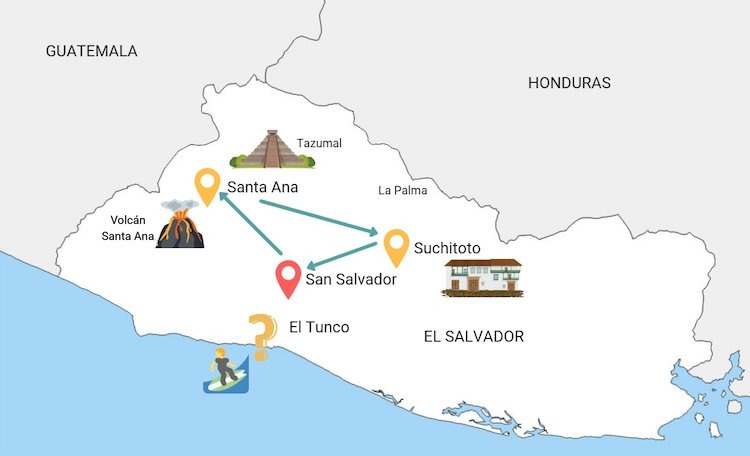 GUATEMALA
HONDURAS
Tazumal
Santa Ana
La Palma
Volcán
Santa Ana
Suchitoto
San Salvador
El Tunco
?
EL SALVADOR